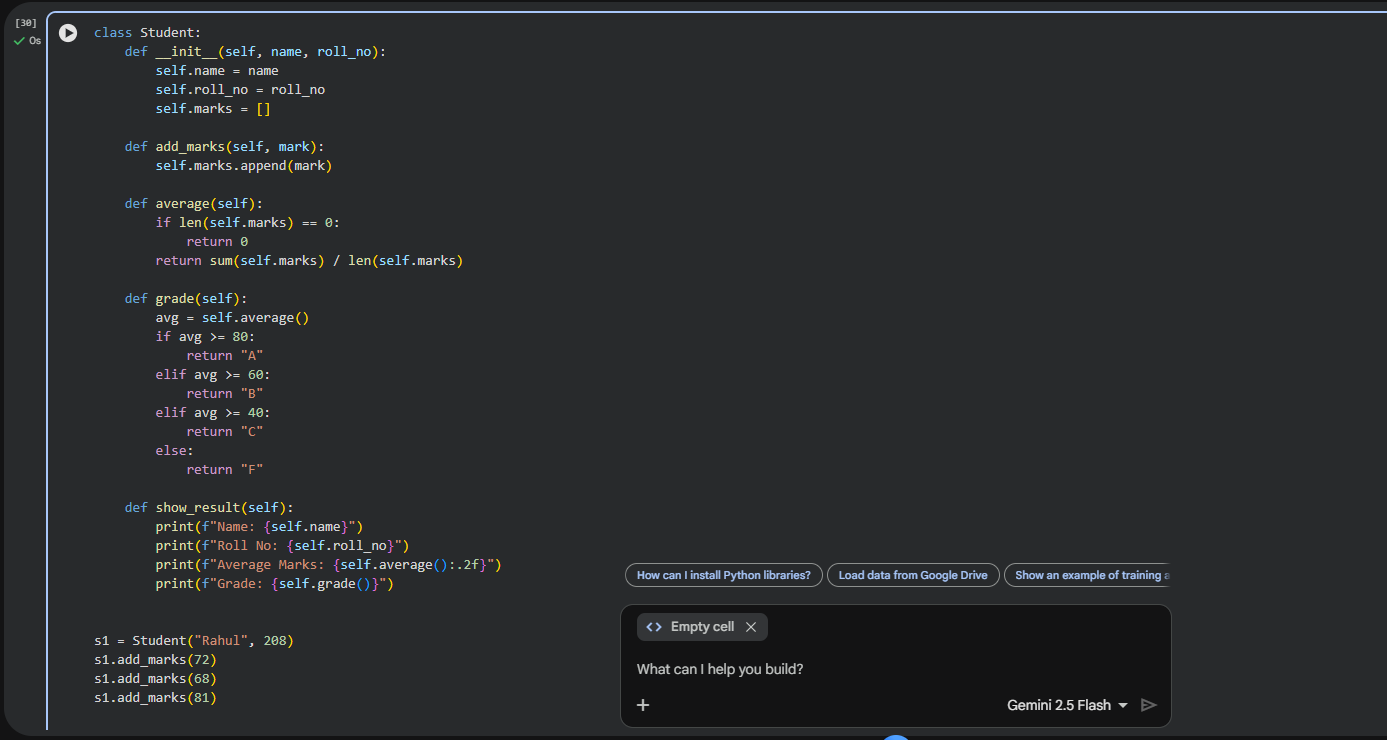 [30]
0s
class Student:
    def __init__(self, name, roll_no):
        self.name = name
        self.roll_no = roll_no
        self.marks = []

    def add_marks(self, mark):
        self.marks.append(mark)

    def average(self):
        if len(self.marks) == 0:
            return 0
        return sum(self.marks) / len(self.marks)

    def grade(self):
        avg = self.average()
        if avg >= 80:
            return "A"
        elif avg >= 60:
            return "B"
        elif avg >= 40:
            return "C"
        else:
            return "F"

    def show_result(self):
        print(f"Name: {self.name}")
        print(f"Roll No: {self.roll_no}")
        print(f"Average Marks: {self.average():.2f}")
        print(f"Grade: {self.grade()}")


s1 = Student("Rahul", 208)
s1.add_marks(72)
s1.add_marks(68)
s1.add_marks(81)
How can I install Python libraries?
Load data from Google Drive
Show an example of training
Empty cell
What can I help you build?
Gemini 2.5 Flash